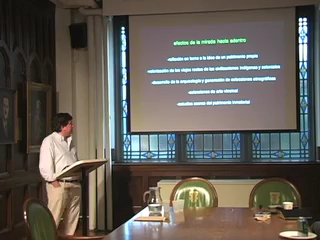 efectos de la mirada hacia adentro
-reflexión en torno a la idea de un patrimonio propio
-valorización de los viejos restos de las civilizaciones indígenas y coloniales
-desarrollo de la arqueología y generación de colecciones etnográficas
-colecciones de arte virreinal
-estudios acerca del patrimonio inmaterial